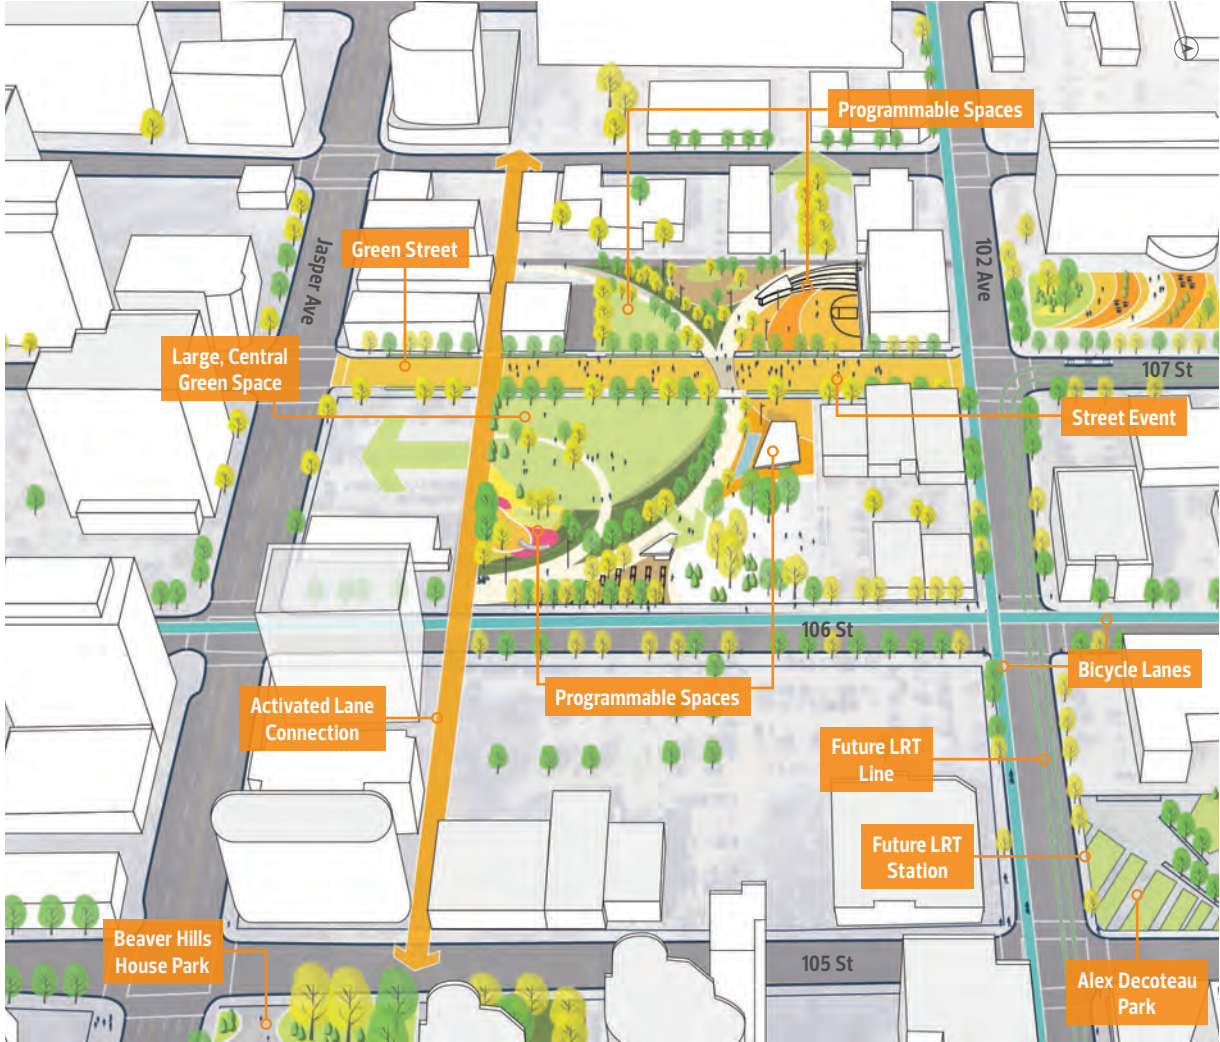 Programmable Spaces
Green Street
Jasper Ave
102 Ave
Large, Central
Green Space
107 St
Street Event
106 St
Bicycle Lanes
Programmable Spaces
Activated Lane
Connection
Future LRT
Line
Future LRT
Station
Beaver Hills
House Park
105 St
Alex Decoteau
Park